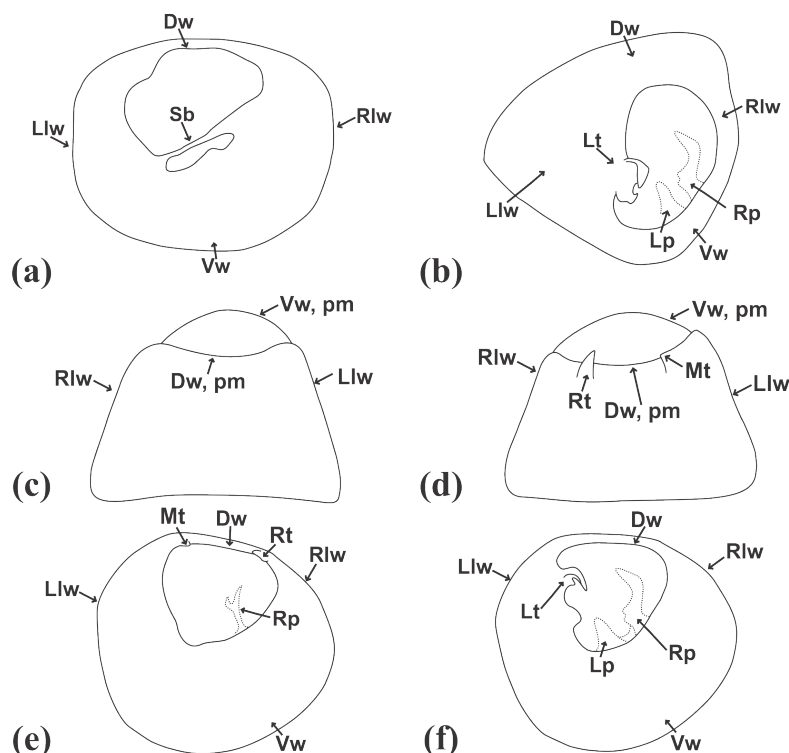 Dw
Sb
Llw
Rlw
Vw
(a)
Dw
Rlw
Lt
Llw
Rp
Lp
Vw
(b)
Vw, pm
Rlw
Llw
Dw, pm
(c)
Vw, pm
Rlw
Mt
Llw
Rt
Dw, pm
(d)
Mt
Dw
Rt
Rlw
Llw
Rp
Vw
(e)
Dw
Rlw
Llw
Lt
Rp
Lp
Vw
(f)